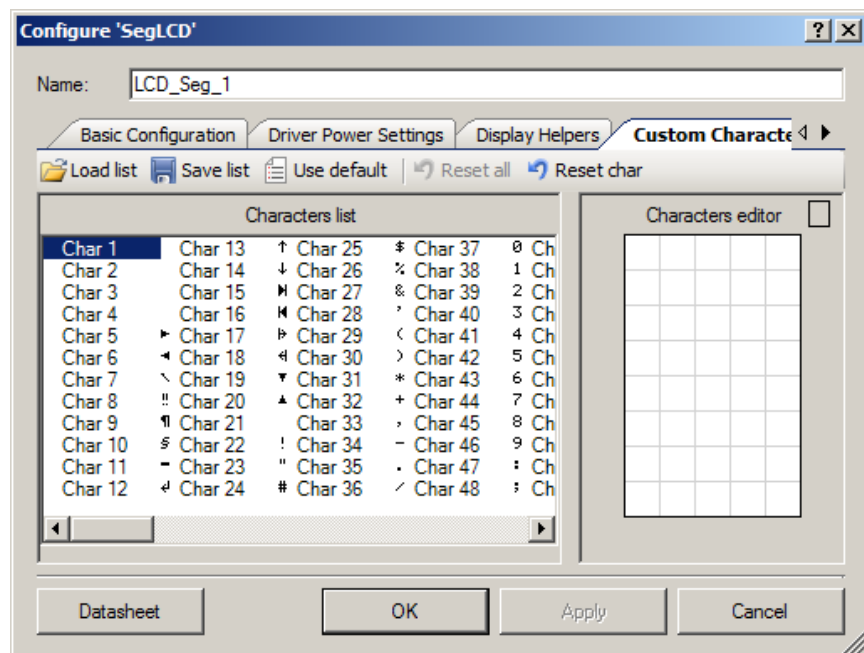 Configure 'SegLCD'
Name: LCD_Seg_1
Basic Configuration Driver Power Settings Display Helpers Custom Characte
Load list Save list Use default Reset all Reset char
Characters list Characters editor
Char 1 Char 13 ↑ Char 25 $ Char 37 0 Ch
Char 2 Char 14 ↓ Char 26 % Char 38 1 Ch
Char 3 Char 15 Char 27 & Char 39 2 Ch
Char 4 Char 16 Char 28 ' Char 40 3 Ch
Char 5 ► Char 17 Char 29 ( Char 41 4 Ch
Char 6 ◄ Char 18 Char 30 ) Char 42 5 Ch
Char 7 \ Char 19 ▼ Char 31 * Char 43 6 Ch
Char 8 ‼ Char 20 ▲ Char 32 + Char 44 7 Ch
Char 9 ¶ Char 21 Char 33 , Char 45 8 Ch
Char 10 § Char 22 ! Char 34 - Char 46 9 Ch
Char 11 - Char 23 " Char 35 . Char 47 : Ch
Char 12 ↲ Char 24 # Char 36 / Char 48 ; Ch
Datasheet OK Apply Cancel